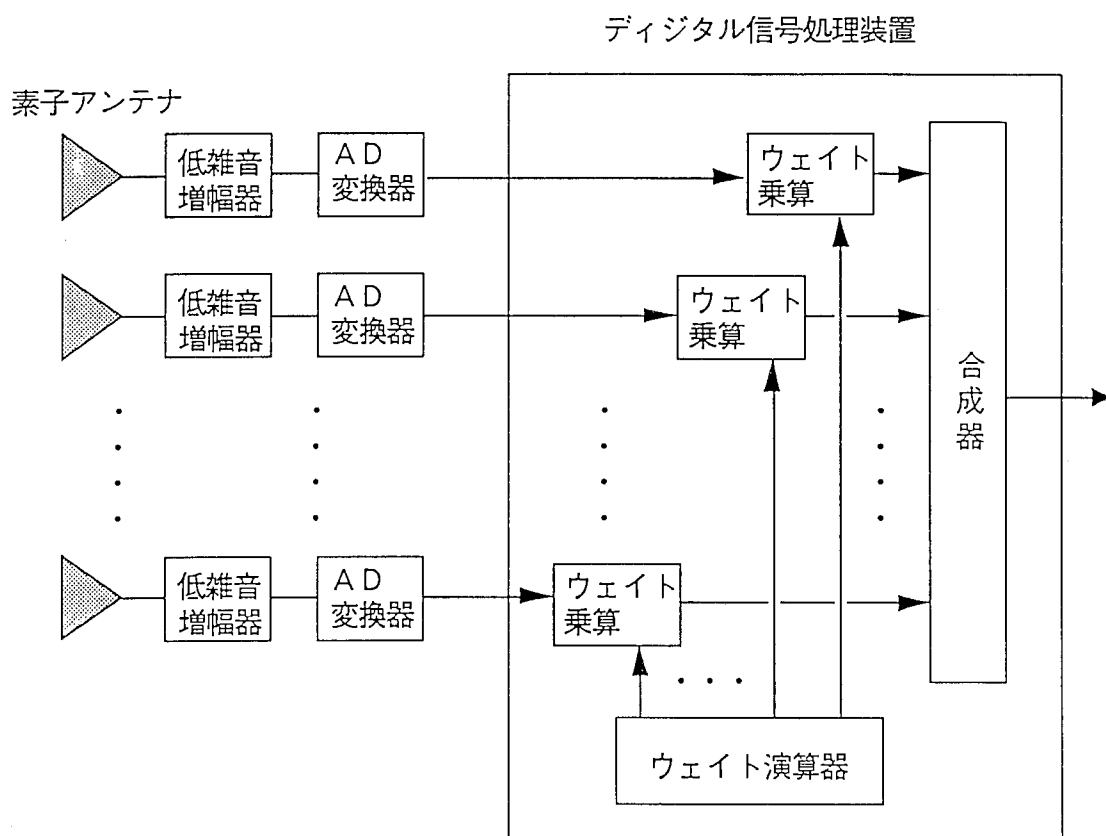 ディジタル信号処理装置
素子アンテナ
低雑音
増幅器
ＡＤ
変換器
ウェイト
乗算
低雑音
増幅器
ＡＤ
変換器
ウェイト
乗算
合成器
低雑音
増幅器
ＡＤ
変換器
ウェイト
乗算
ウェイト演算器